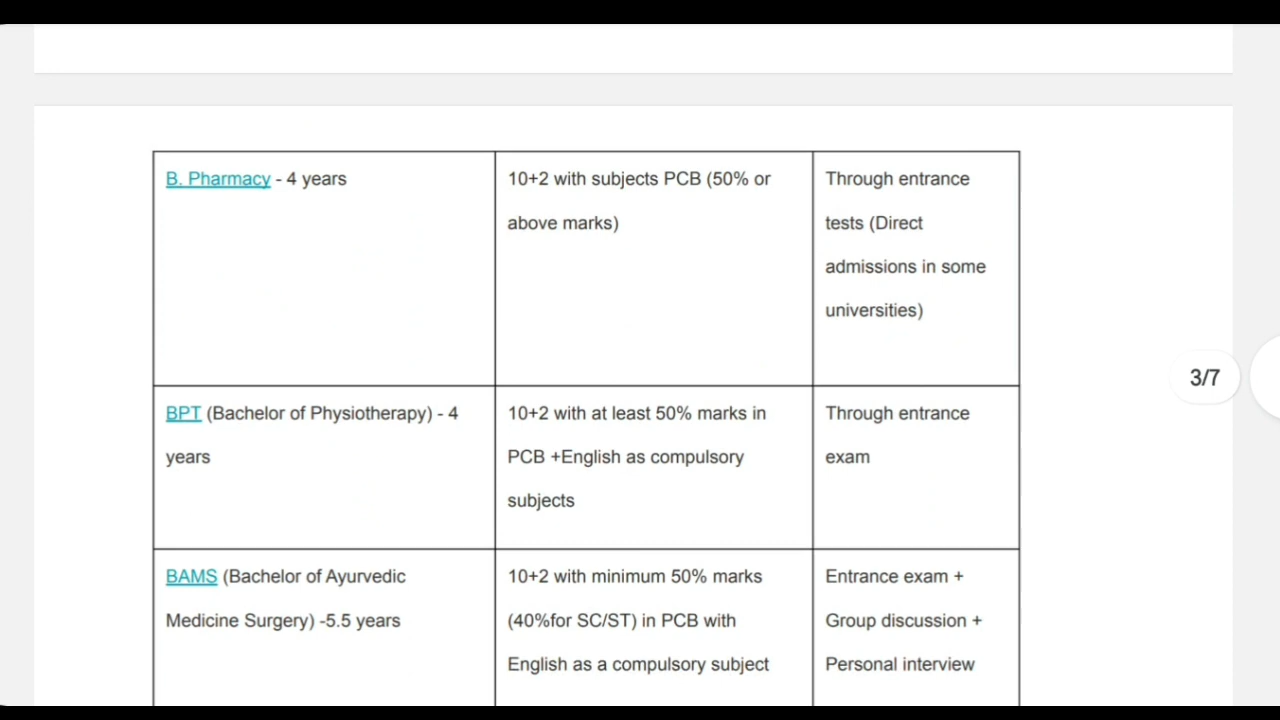 B. Pharmacy - 4 years
10+2 with subjects PCB (50% or
above marks)
Through entrance
tests (Direct
admissions in some
universities)
BPT (Bachelor of Physiotherapy) - 4
years
10+2 with at least 50% marks in
PCB +English as compulsory
subjects
Through entrance
exam
BAMS (Bachelor of Ayurvedic
Medicine Surgery) -5.5 years
10+2 with minimum 50% marks
(40%for SC/ST) in PCB with
English as a compulsory subject
Entrance exam +
Group discussion +
Personal interview
3/7